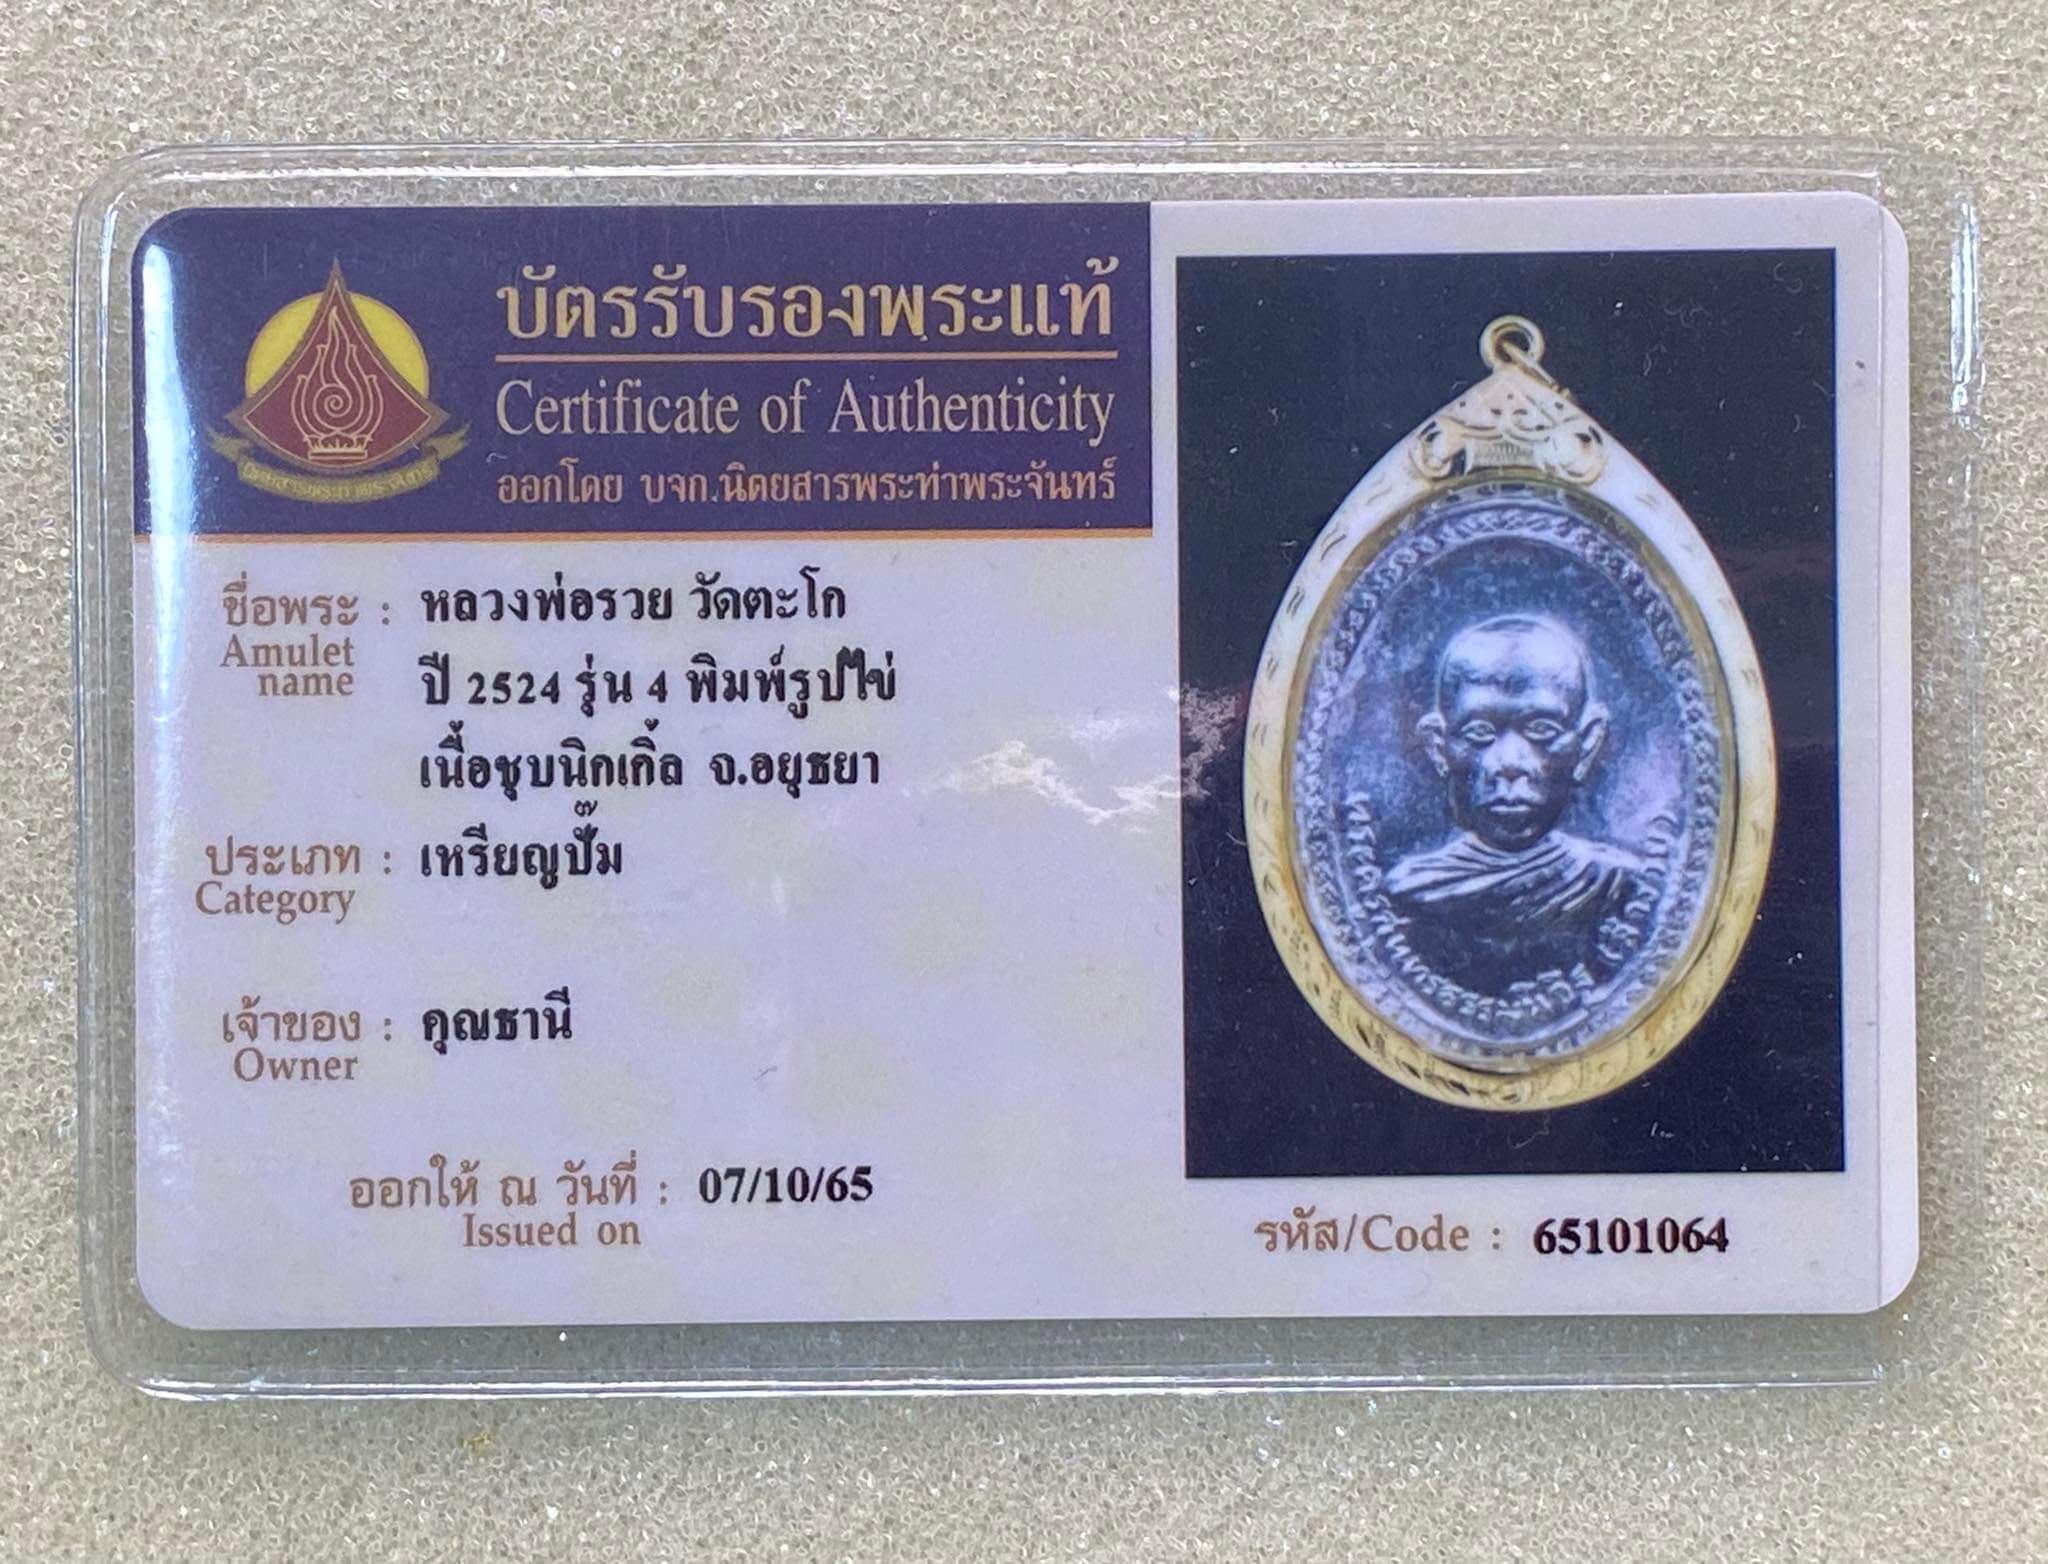 บัตรรับรองพระแท้
Certificate of Authenticity
ออกโดย บจก.นิตยสารพระท่าพระจันทร์
ชื่อพระ : หลวงพ่อรวย วัดตะโก
Amulet
name
ปี 2524 รุ่น 4 พิมพ์รูปไข่
เนื้อชุบนิกเกิ้ล จ.อยุธยา
ประเภท : เหรียญปั๊ม
Category
เจ้าของ : คุณธานี
Owner
ออกให้ ณ วันที่ : 07/10/65
Issued on
รหัส/Code : 65101064